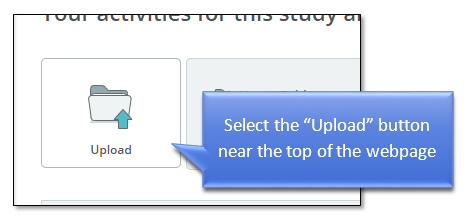 Your activities for this study
Upload
Select the “Upload” button
near the top of the webpage